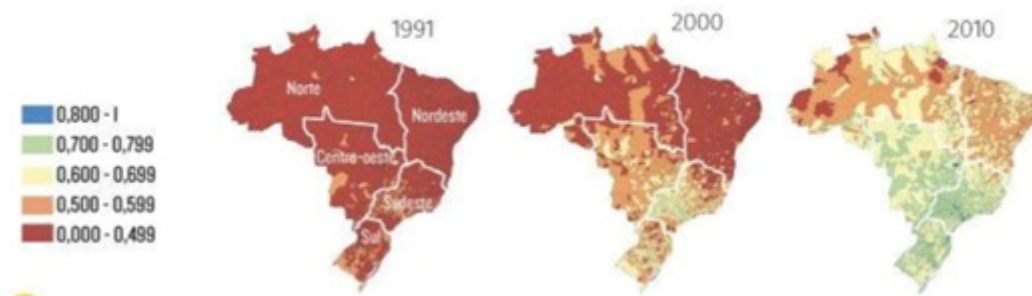 1991
2000
2010
Norte
Nordeste
Centro-oeste
Sudeste
Sul
0,800 - I
0,700 - 0,799
0,600 - 0,699
0,500 - 0,599
0,000 - 0,499